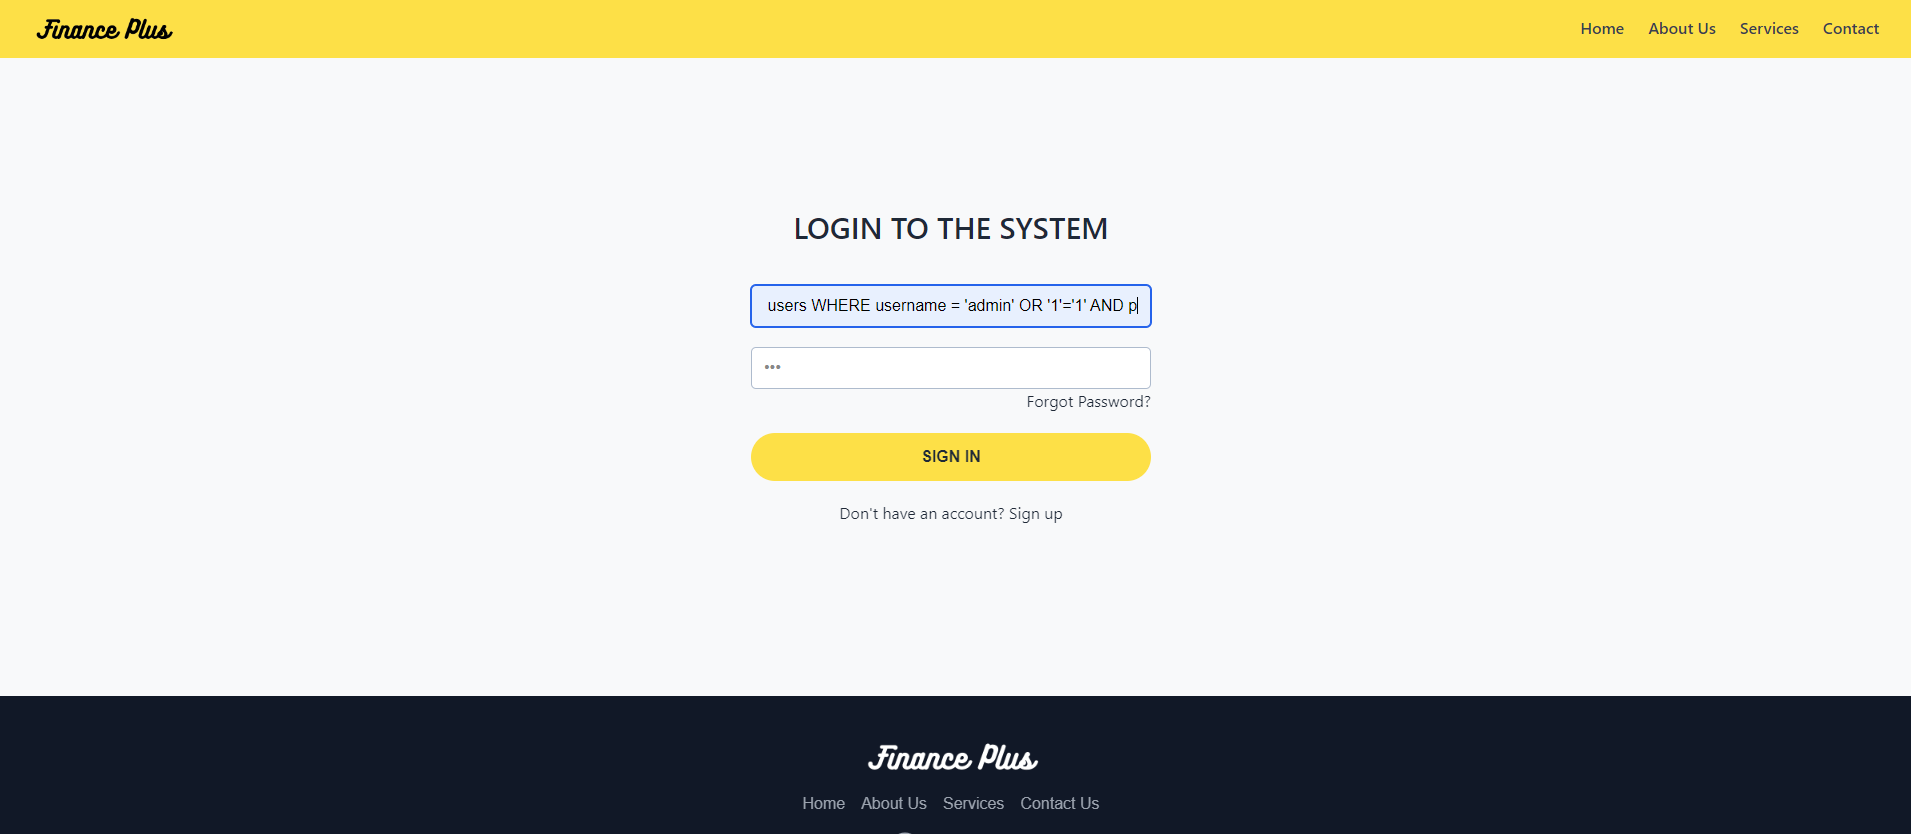 Finance Plus
Home About Us Services Contact
LOGIN TO THE SYSTEM
users WHERE username = 'admin' OR '1'='1' AND p
•••
Forgot Password?
SIGN IN
Don't have an account? Sign up
Finance Plus
Home About Us Services Contact Us